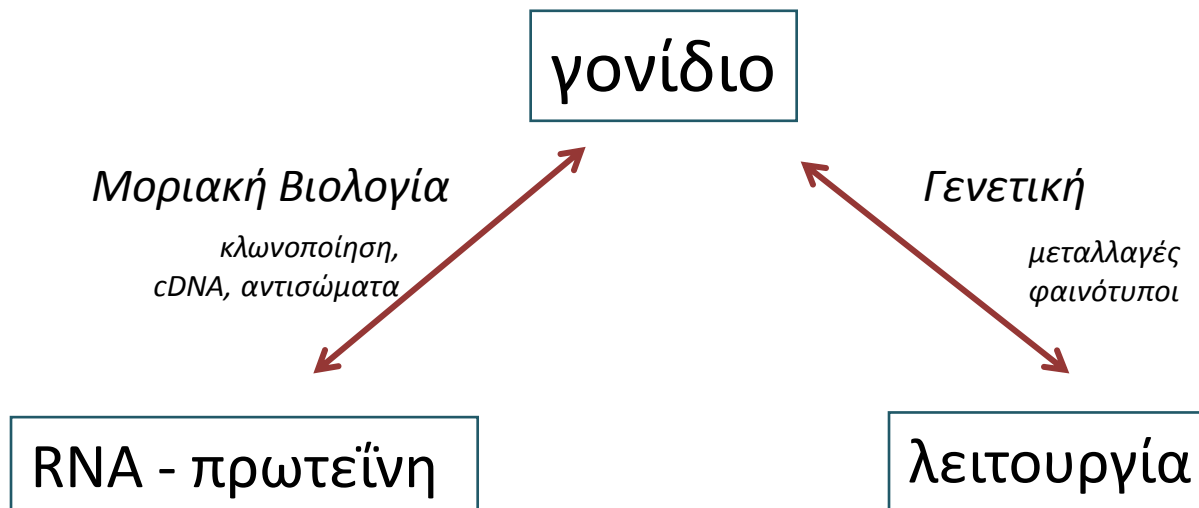 γονίδιο
Μοριακή Βιολογία
κλωνοποίηση,
cDNA, αντισώματα
Γενετική
μεταλλαγές
φαινότυποι
RNA - πρωτεΐνη
λειτουργία